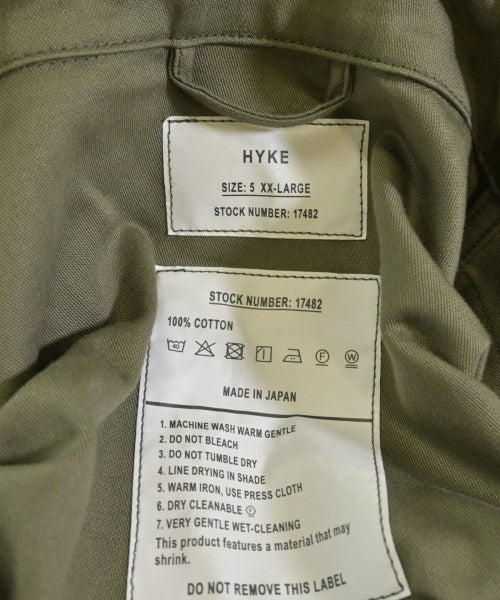 HYKE
SIZE: 5 XX-LARGE
STOCK NUMBER: 17482
STOCK NUMBER: 17482
100% COTTON
40 F W
MADE IN JAPAN
1. MACHINE WASH WARM GENTLE
2. DO NOT BLEACH
3. DO NOT TUMBLE DRY
4. LINE DRYING IN SHADE
5. WARM IRON, USE PRESS CLOTH
6. DRY CLEANABLE Ⓕ
7. VERY GENTLE WET-CLEANING
This product features a material that may
shrink.
DO NOT REMOVE THIS LABEL